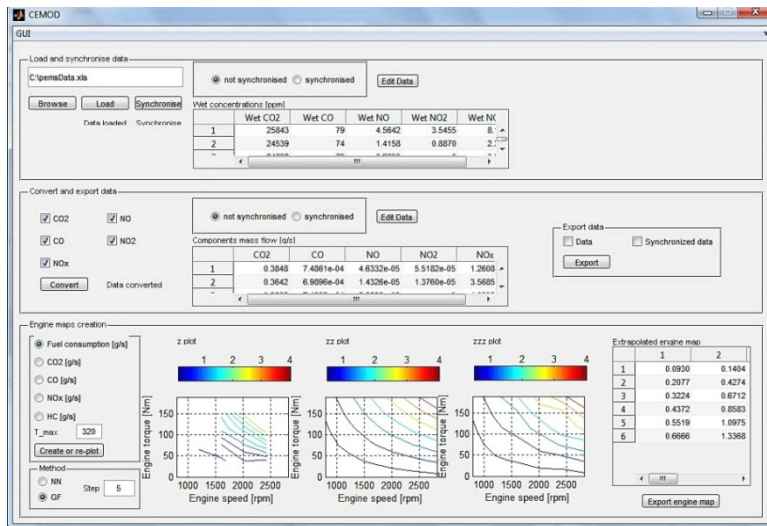 CEMOD
GUI
Load and synchronise data
C:\pemsData.xls
not synchronised synchronised Edit Data
Browse Load Synchronise
Data loaded Synchronise
Wet concentrations [ppm]
Wet CO2 Wet CO Wet NO Wet NO2 Wet NO
1 25843 79 4.5642 3.5455 8.
2 24539 74 1.4158 0.8870 2.
Convert and export data
CO2 NO
CO NO2
NOx
Convert Data converted
not synchronised synchronised Edit Data
Components mass flow [g/s]
CO2 CO NO NO2 NOx
1 0.3848 7.4861e-04 4.6332e-05 5.5182e-05 1.2608
2 0.3642 6.9896e-04 1.4326e-05 1.3760e-05 3.5685
Export data
Data Synchronized data
Export
Engine maps creation
Fuel consumption [g/s]
CO2 [g/s]
CO [g/s]
NOx [g/s]
HC [g/s]
T_max 320
Create or re-plot
Method
NN
GF
Step 5
z plot
1 2 3 4
Engine torque [Nm]
150
100
50
0
1000 1500 2000 2500
Engine speed [rpm]
zz plot
1 2 3 4
Engine torque [Nm]
150
100
50
0
1000 1500 2000 2500
Engine speed [rpm]
zzz plot
1 2 3 4
Engine torque [Nm]
150
100
50
0
1000 1500 2000 2500
Engine speed [rpm]
Extrapolated engine map
1 2
1 0.0930 0.1404
2 0.2077 0.4274
3 0.3224 0.6712
4 0.4372 0.8583
5 0.5519 1.0975
6 0.6666 1.3368
Export engine map